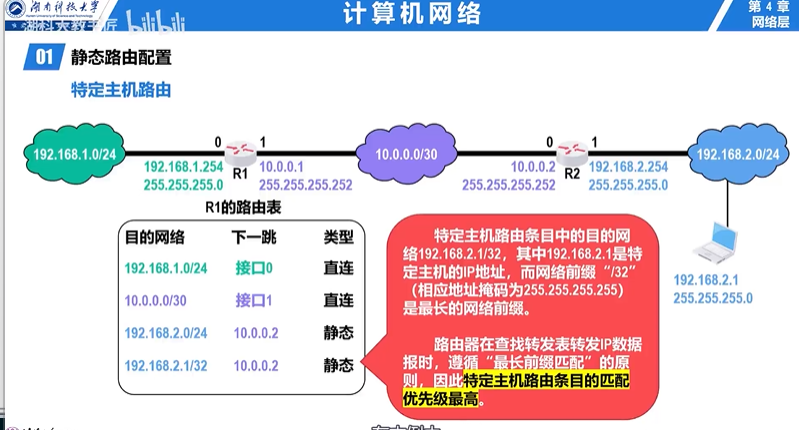 湖南科技大学
Hunan University of Science and Technology
湖科大教书匠 bilibili
计算机网络
第 4 章
网络层
01 静态路由配置
特定主机路由
0 1
0 1
192.168.1.0/24
10.0.0.0/30
192.168.2.0/24
R1
R2
192.168.1.254
255.255.255.0
10.0.0.1
255.255.255.252
10.0.0.2
255.255.255.252
192.168.2.254
255.255.255.0
R1的路由表
目的网络 下一跳 类型
192.168.1.0/24 接口0 直连
10.0.0.0/30 接口1 直连
192.168.2.0/24 10.0.0.2 静态
192.168.2.1/32 10.0.0.2 静态
特定主机路由条目中的目的网
络192.168.2.1/32，其中192.168.2.1是特
定主机的IP地址，而网络前缀“/32”
（相应地址掩码为255.255.255.255）
是最长的网络前缀。
路由器在查找转发表转发IP数据
报时，遵循“最长前缀匹配”的原
则，因此特定主机路由条目的匹配
优先级最高。
192.168.2.1
255.255.255.0